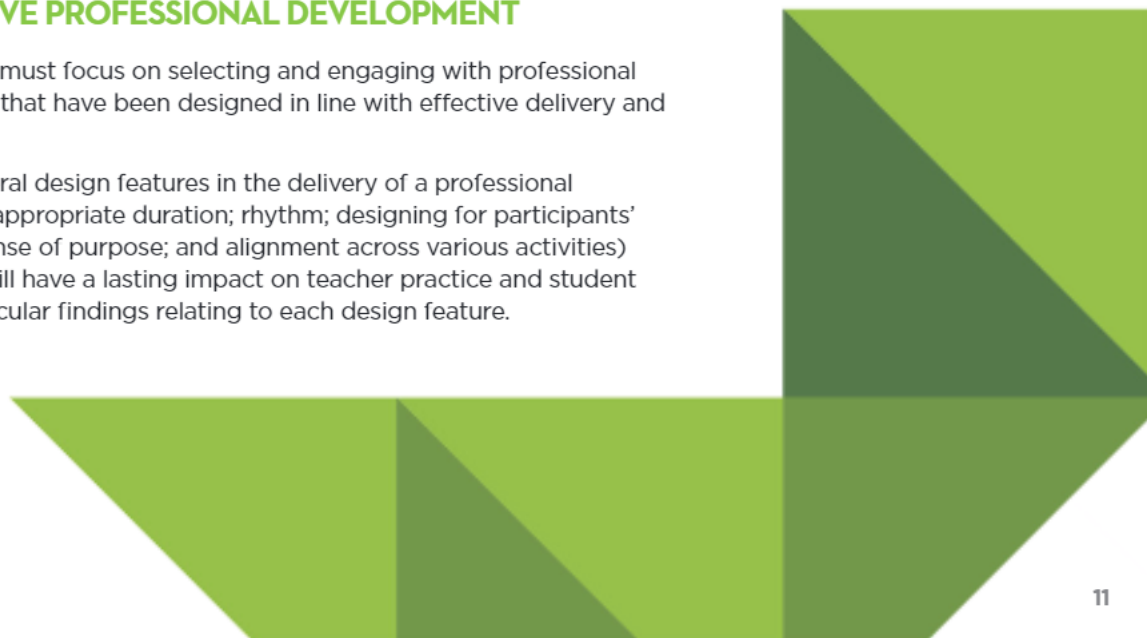 VE PROFESSIONAL DEVELOPMENT
must focus on selecting and engaging with professional
that have been designed in line with effective delivery and
ral design features in the delivery of a professional
appropriate duration; rhythm; designing for participants’
nse of purpose; and alignment across various activities)
ill have a lasting impact on teacher practice and student
cular findings relating to each design feature.
11